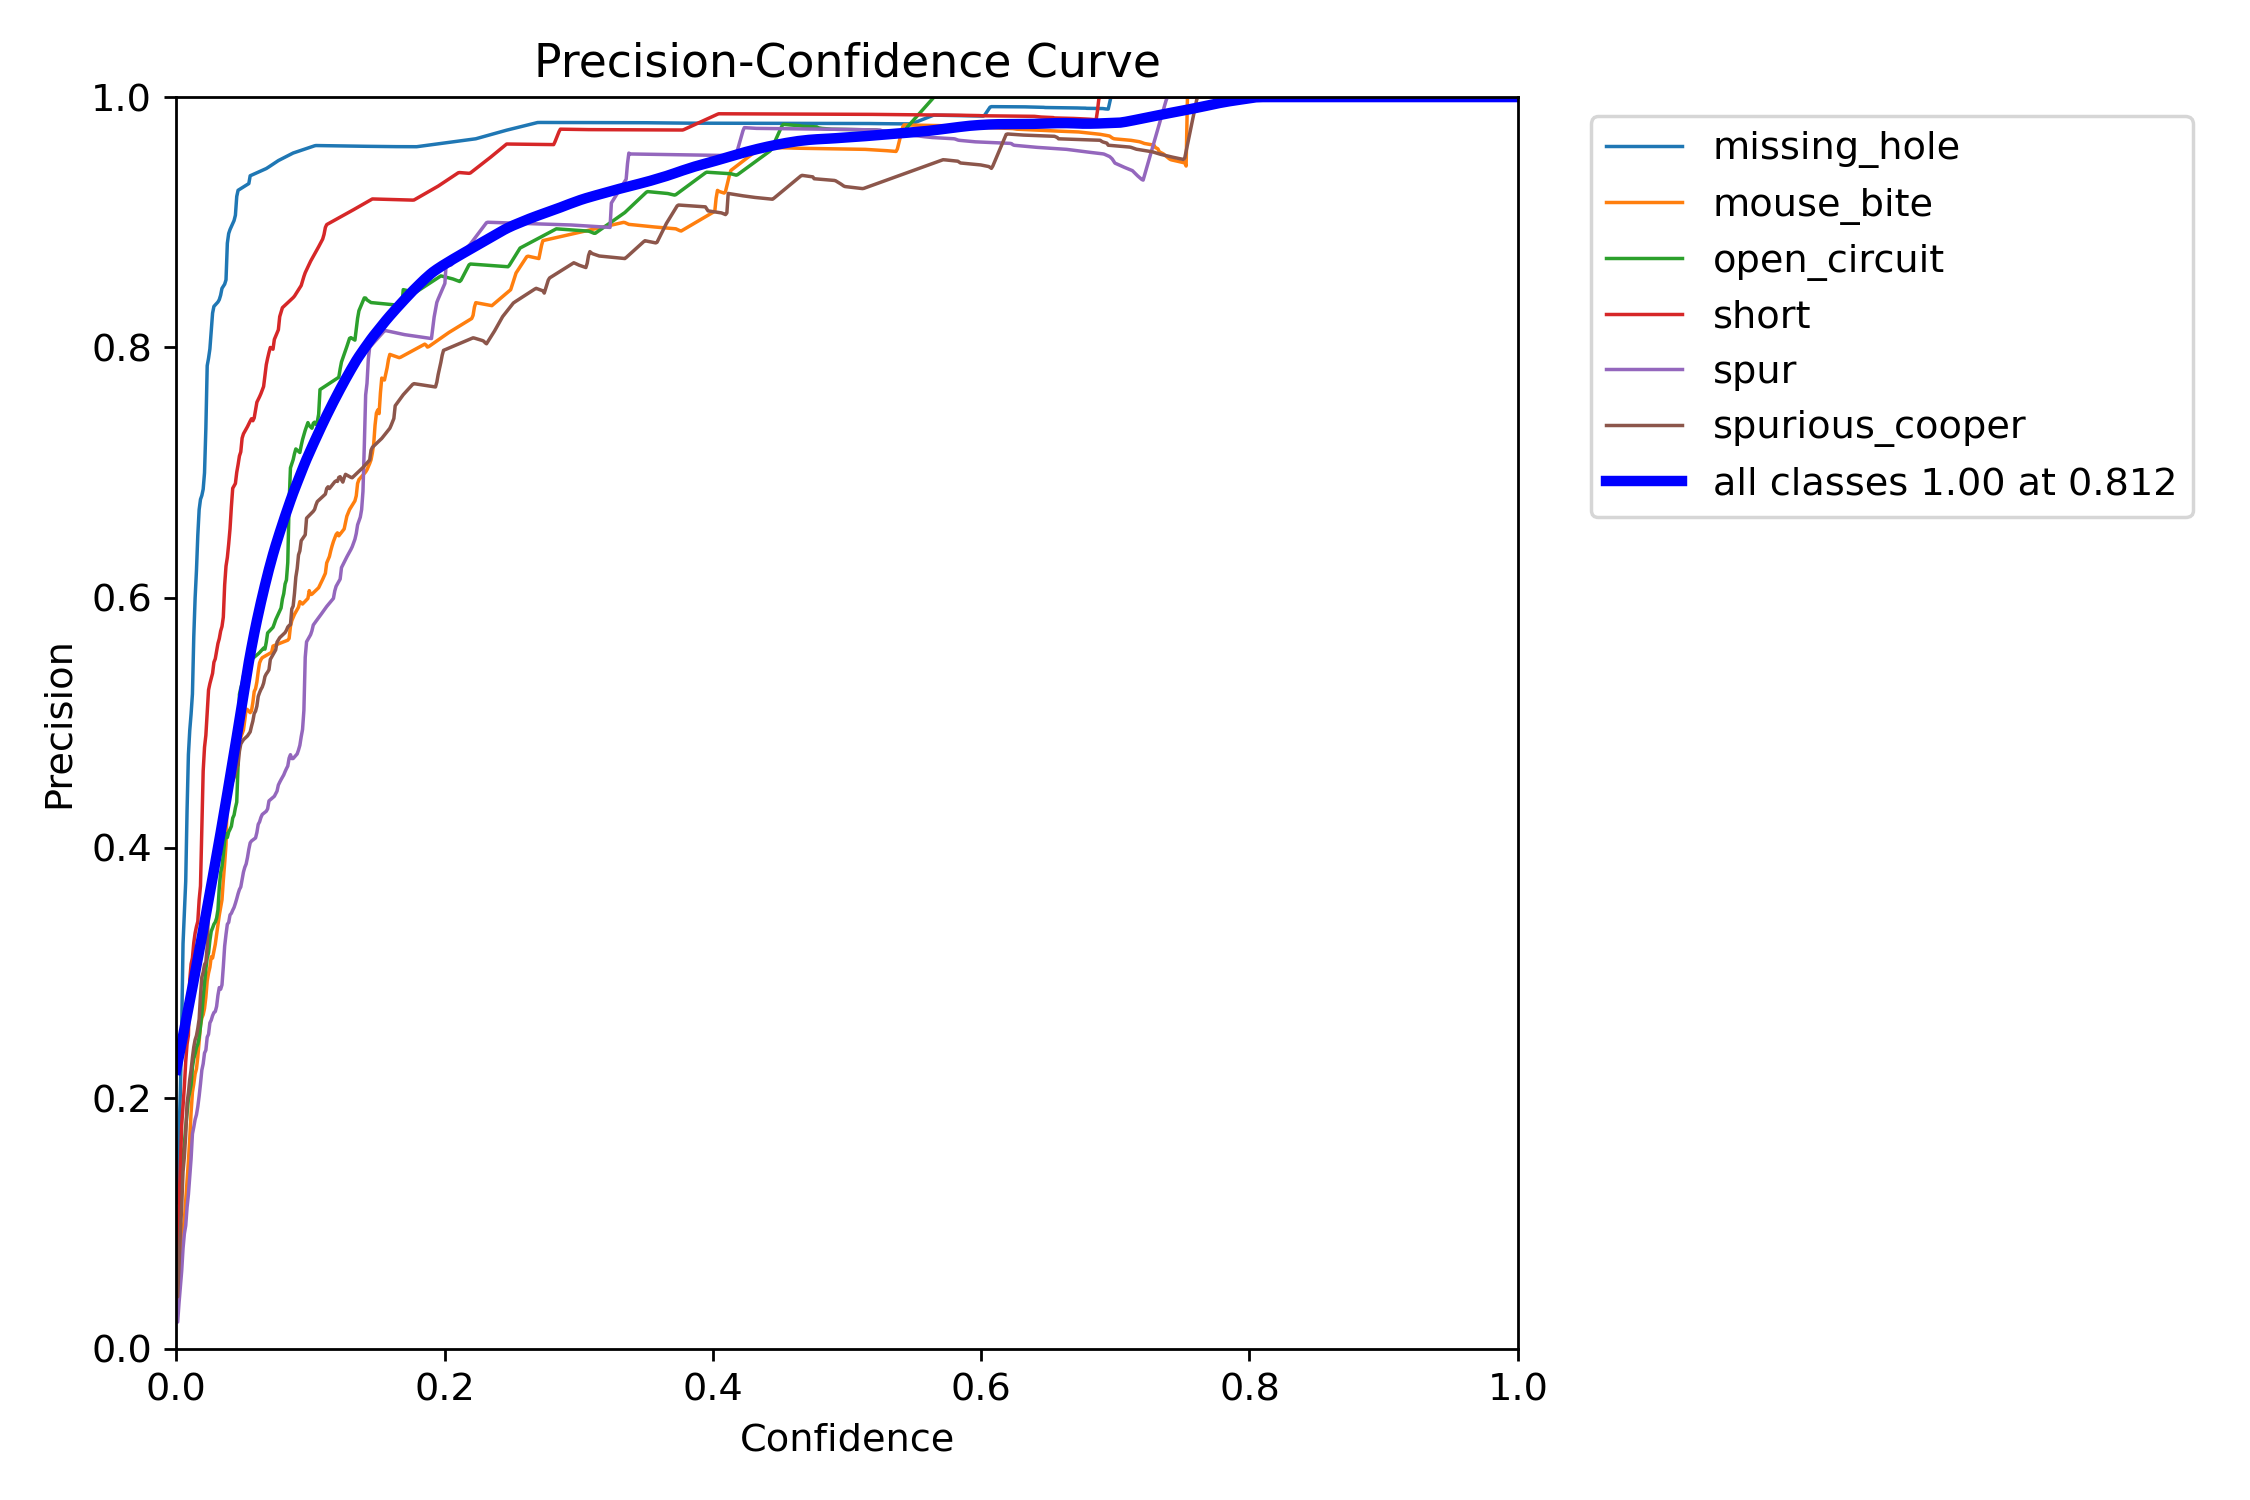 Precision-Confidence Curve
1.0
0.8
0.6
0.4
0.2
0.0
Precision
0.0 0.2 0.4 0.6 0.8 1.0
Confidence
missing_hole
mouse_bite
open_circuit
short
spur
spurious_cooper
all classes 1.00 at 0.812